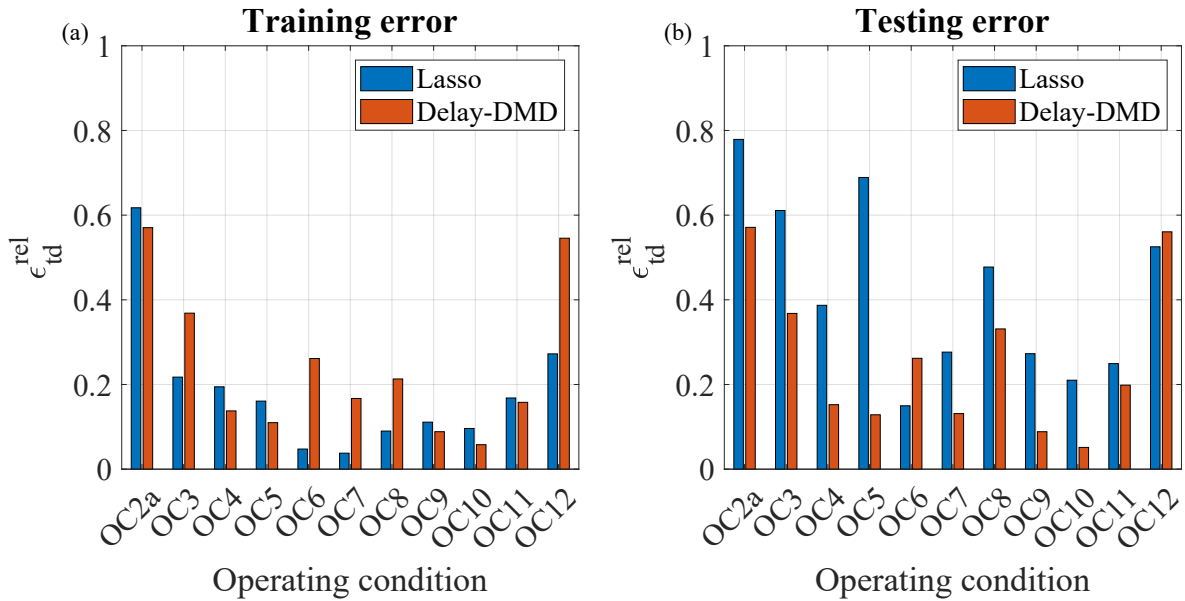 (a) Training error
1
0.8
0.6
0.4
0.2
0
ϵ_td^rel
Lasso
Delay-DMD
OC2a OC3 OC4 OC5 OC6 OC7 OC8 OC9 OC10 OC11 OC12
Operating condition
(b) Testing error
1
0.8
0.6
0.4
0.2
0
ϵ_td^rel
Lasso
Delay-DMD
OC2a OC3 OC4 OC5 OC6 OC7 OC8 OC9 OC10 OC11 OC12
Operating condition